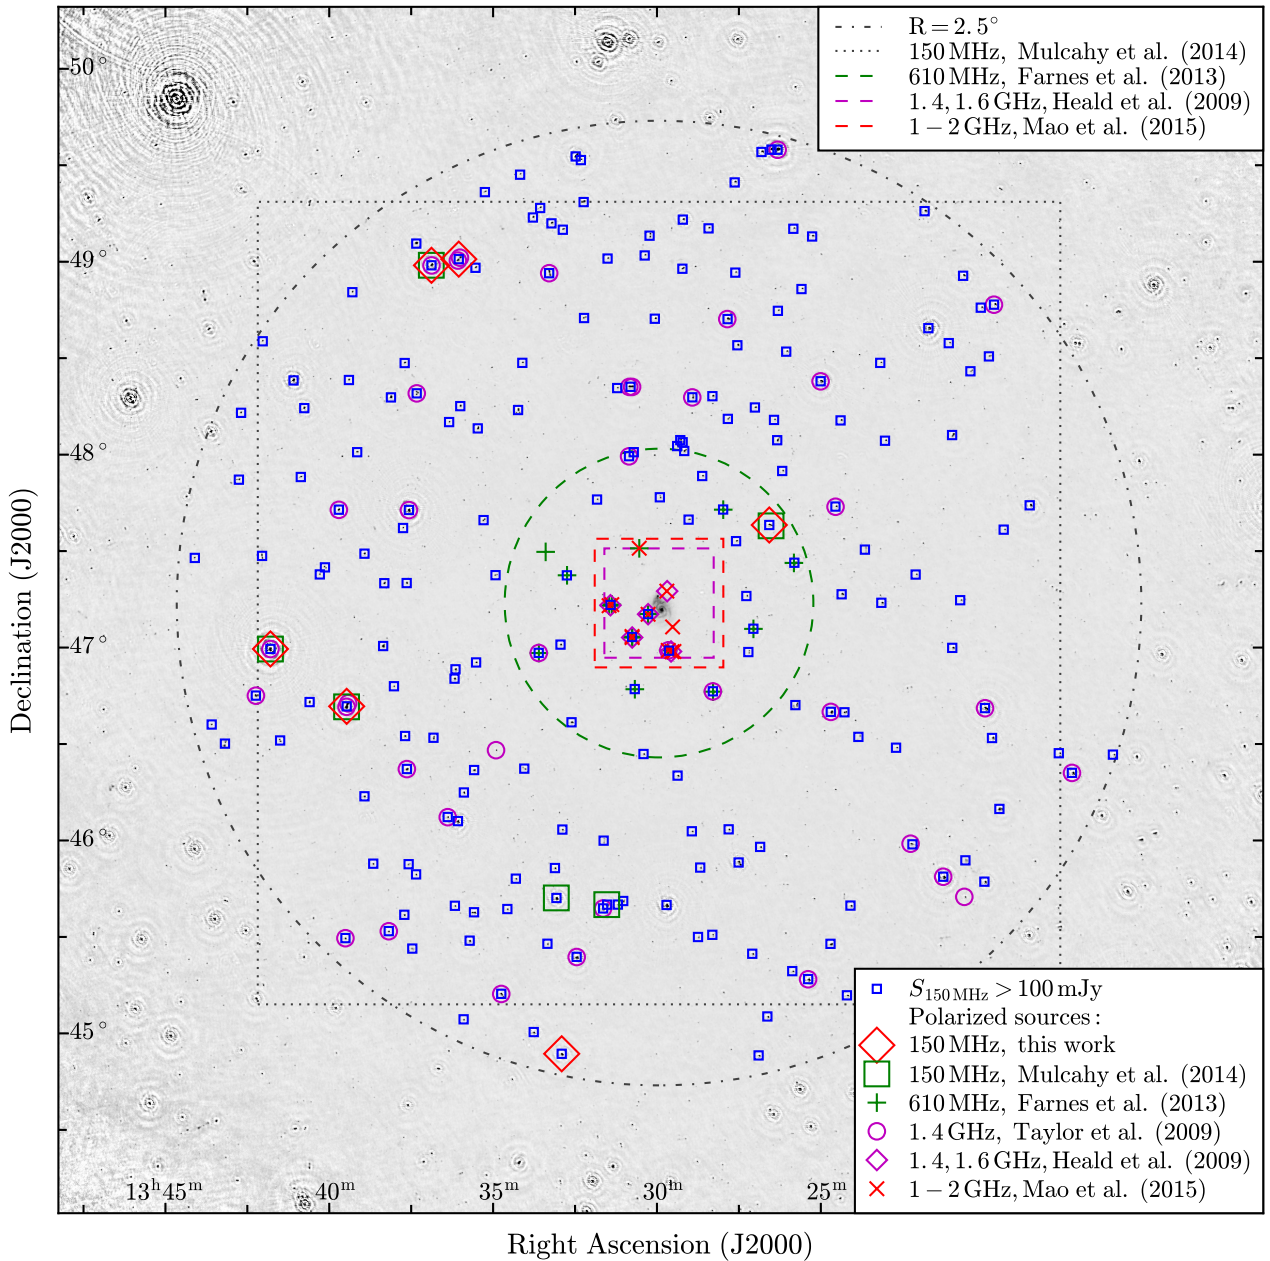 R = 2.5°
150 MHz, Mulcahy et al. (2014)
610 MHz, Farnes et al. (2013)
1.4, 1.6 GHz, Heald et al. (2009)
1 − 2 GHz, Mao et al. (2015)
50°
49°
48°
47°
46°
45°
Declination (J2000)
S150 MHz > 100 mJy
Polarized sources:
150 MHz, this work
150 MHz, Mulcahy et al. (2014)
610 MHz, Farnes et al. (2013)
1.4 GHz, Taylor et al. (2009)
1.4, 1.6 GHz, Heald et al. (2009)
1 − 2 GHz, Mao et al. (2015)
13h45m 40m 35m 30m 25m
Right Ascension (J2000)